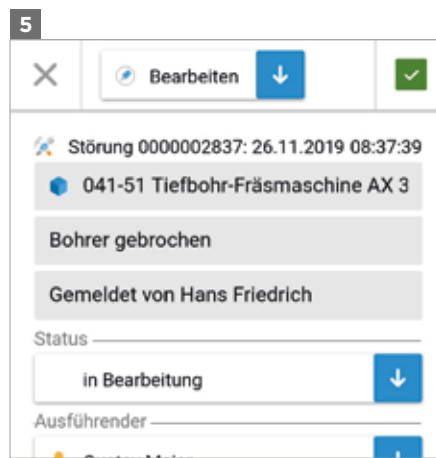 5
Bearbeiten
Störung 0000002837: 26.11.2019 08:37:39
041-51 Tiefbohr-Fräsmaschine AX 3
Bohrer gebrochen
Gemeldet von Hans Friedrich
Status
in Bearbeitung
Ausführender